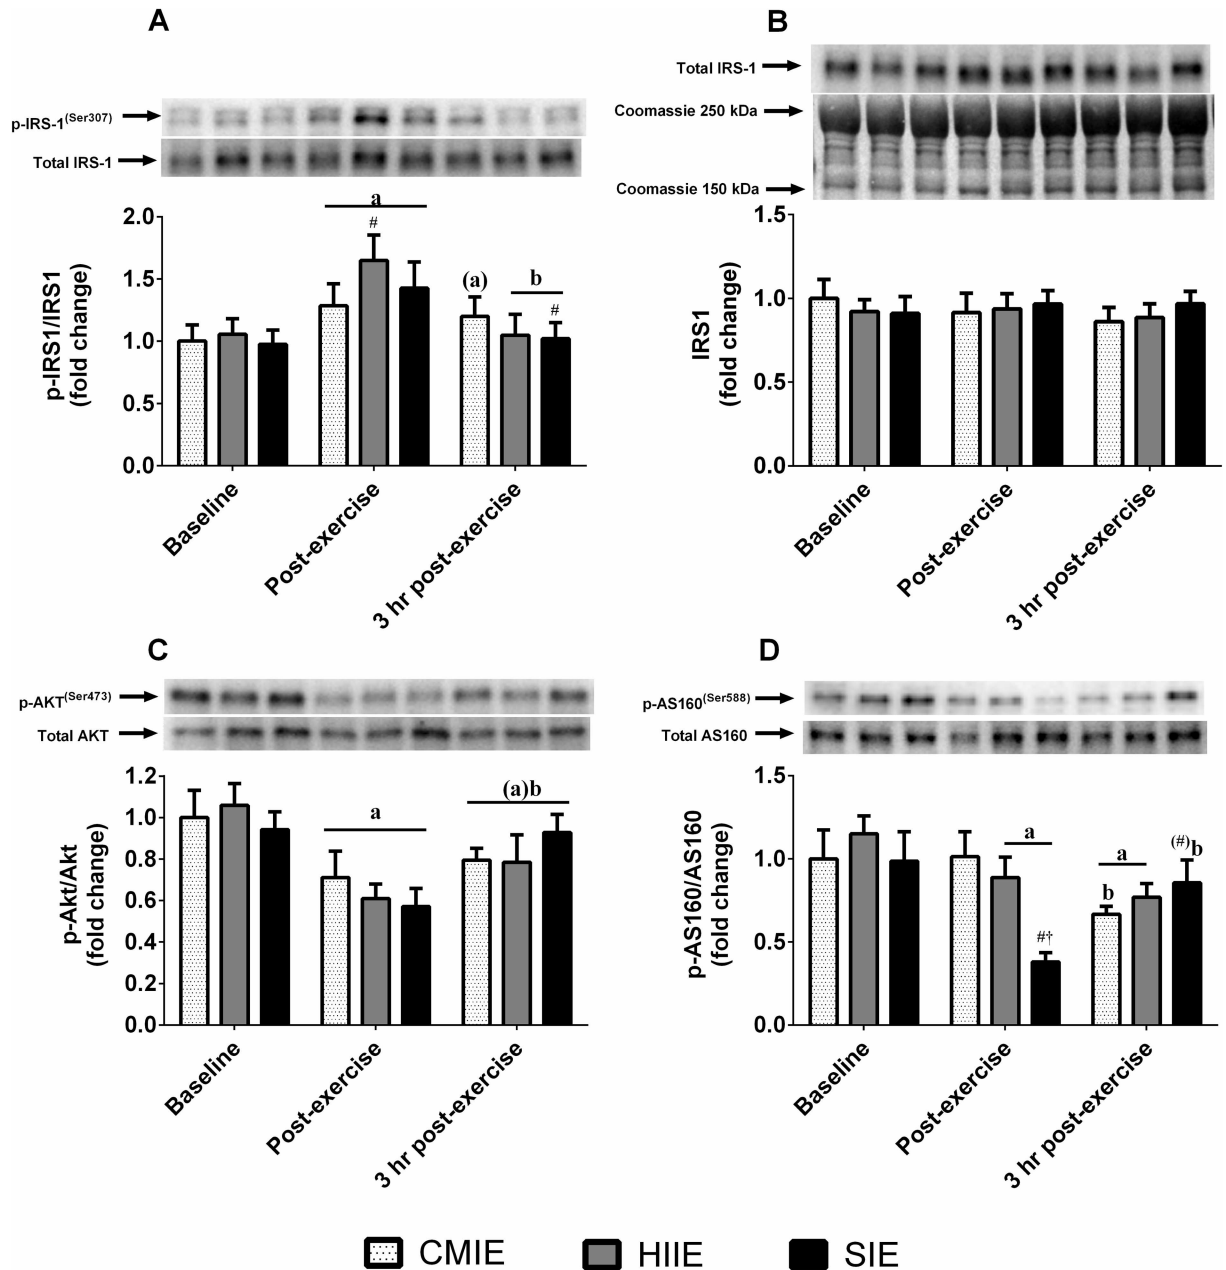 A
p-IRS-1(Ser307)
Total IRS-1
p-IRS1/IRS1
(fold change)
2.0
1.5
1.0
0.5
0.0
a
#
(a)
b
#
Baseline
Post-exercise
3 hr post-exercise
B
Total IRS-1
Coomassie 250 kDa
Coomassie 150 kDa
IRS1
(fold change)
1.5
1.0
0.5
0.0
Baseline
Post-exercise
3 hr post-exercise
C
p-AKT(Ser473)
Total AKT
p-Akt/Akt
(fold change)
1.2
1.0
0.8
0.6
0.4
0.2
0.0
a
(a)b
Baseline
Post-exercise
3 hr post-exercise
D
p-AS160(Ser588)
Total AS160
p-AS160/AS160
(fold change)
1.5
1.0
0.5
0.0
a
#†
a
b
(#)b
Baseline
Post-exercise
3 hr post-exercise
CMIE
HIIE
SIE